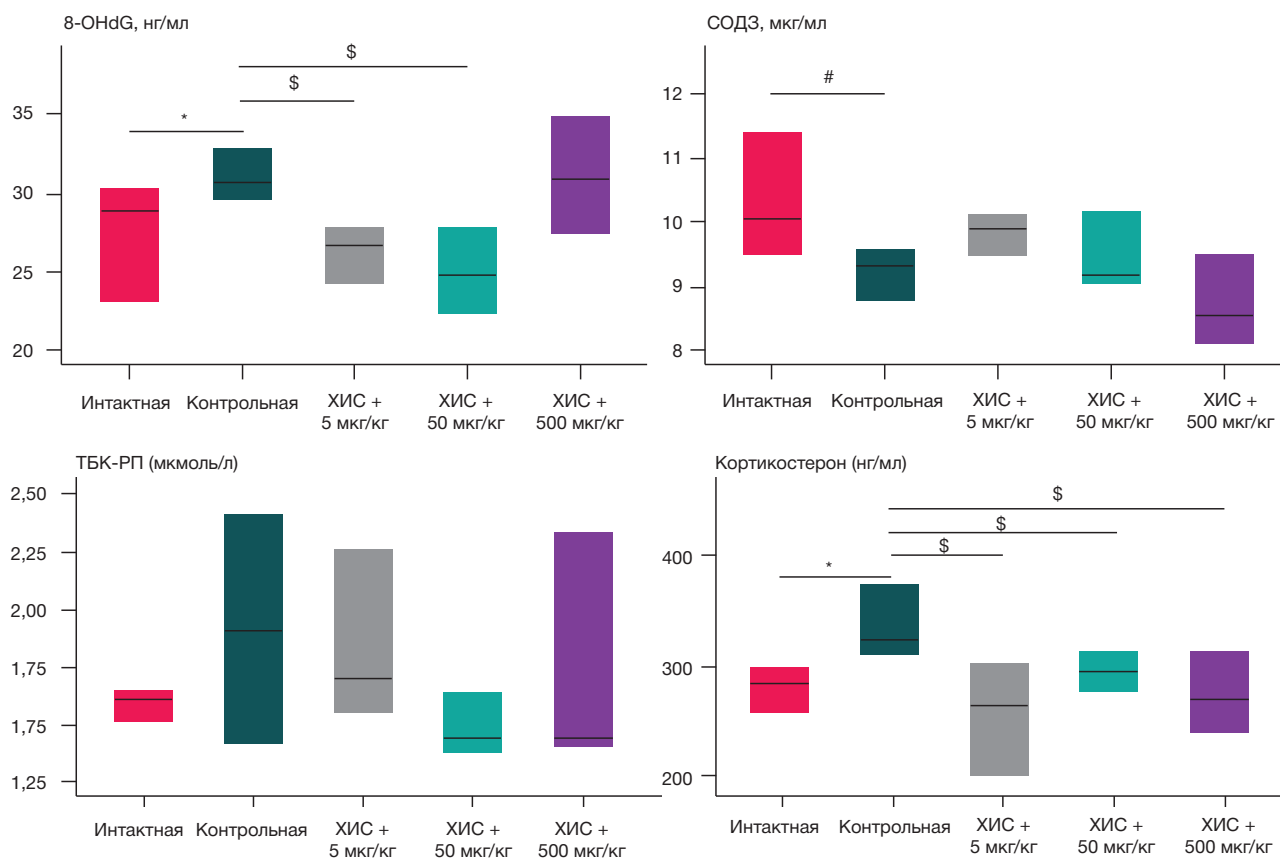 8-OHdG, нг/мл
$
$
*
35
30
25
20
Интактная
Контрольная
ХИС +
5 мкг/кг
ХИС +
50 мкг/кг
ХИС +
500 мкг/кг
СОДЗ, мкг/мл
#
12
11
10
9
8
Интактная
Контрольная
ХИС +
5 мкг/кг
ХИС +
50 мкг/кг
ХИС +
500 мкг/кг
ТБК-РП (мкмоль/л)
2,50
2,25
2,00
1,75
1,75
1,25
Интактная
Контрольная
ХИС +
5 мкг/кг
ХИС +
50 мкг/кг
ХИС +
500 мкг/кг
Кортикостерон (нг/мл)
$
$
$
*
400
300
200
Интактная
Контрольная
ХИС +
5 мкг/кг
ХИС +
50 мкг/кг
ХИС +
500 мкг/кг